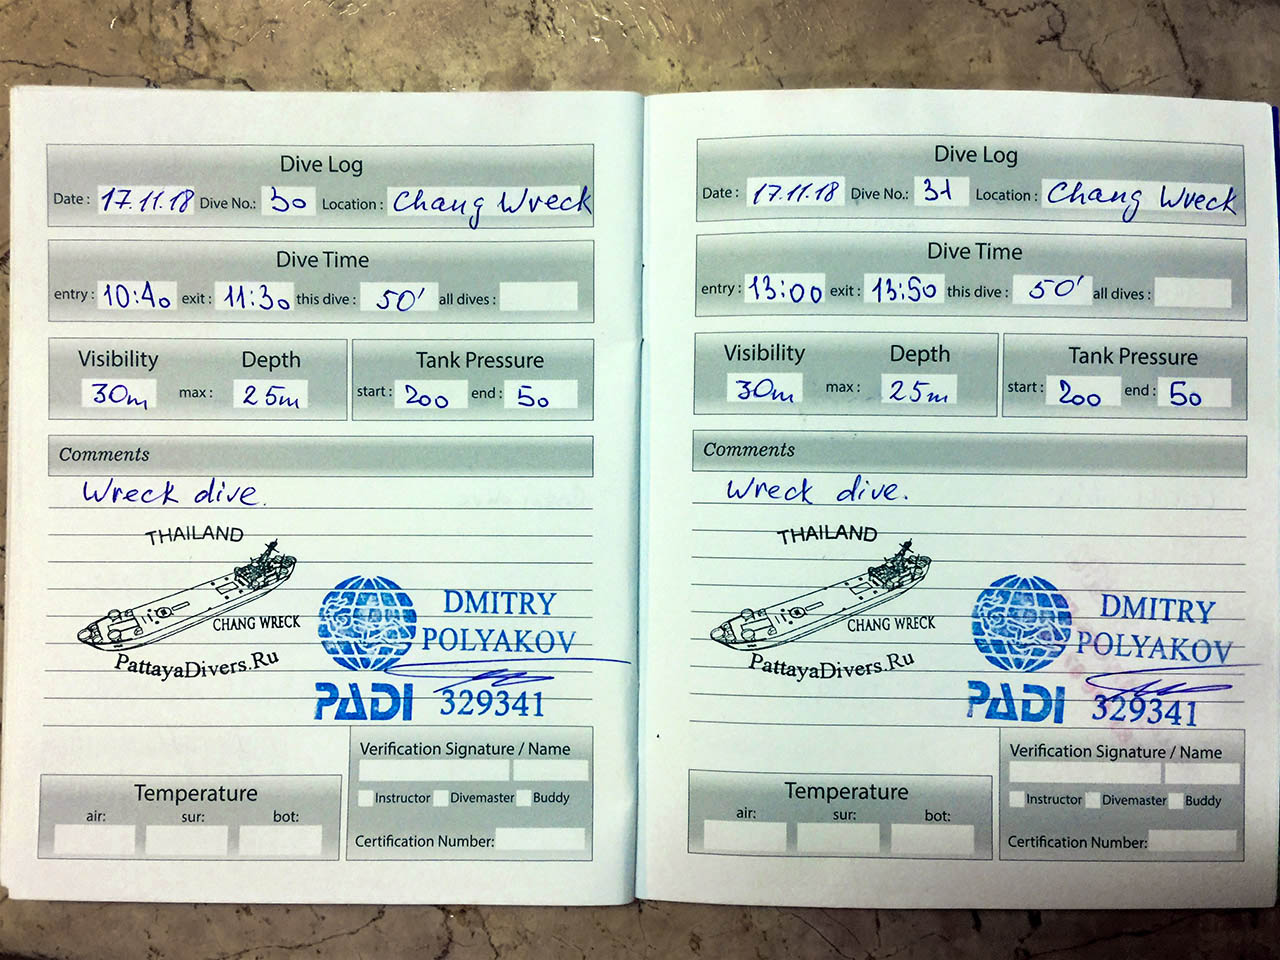 Dive Log
Date: 17.11.18 Dive No.: 30 Location: Chang Wreck
Dive Time
entry: 10:40 exit: 11:30 this dive: 50' all dives:
Visibility Depth Tank Pressure
30m max: 25m start: 200 end: 50
Comments
Wreck dive.
THAILAND
CHANG WRECK
PattayaDivers.Ru
DMITRY
POLYAKOV
PADI 329341
Verification Signature / Name
Instructor Divemaster Buddy
Certification Number:
Temperature
air: sur: bot:
Dive Log
Date: 17.11.18 Dive No.: 31 Location: Chang Wreck
Dive Time
entry: 13:00 exit: 13:50 this dive: 50' all dives:
Visibility Depth Tank Pressure
30m max: 25m start: 200 end: 50
Comments
Wreck dive.
THAILAND
CHANG WRECK
PattayaDivers.Ru
DMITRY
POLYAKOV
PADI 329341
Verification Signature / Name
Instructor Divemaster Buddy
Certification Number:
Temperature
air: sur: bot: